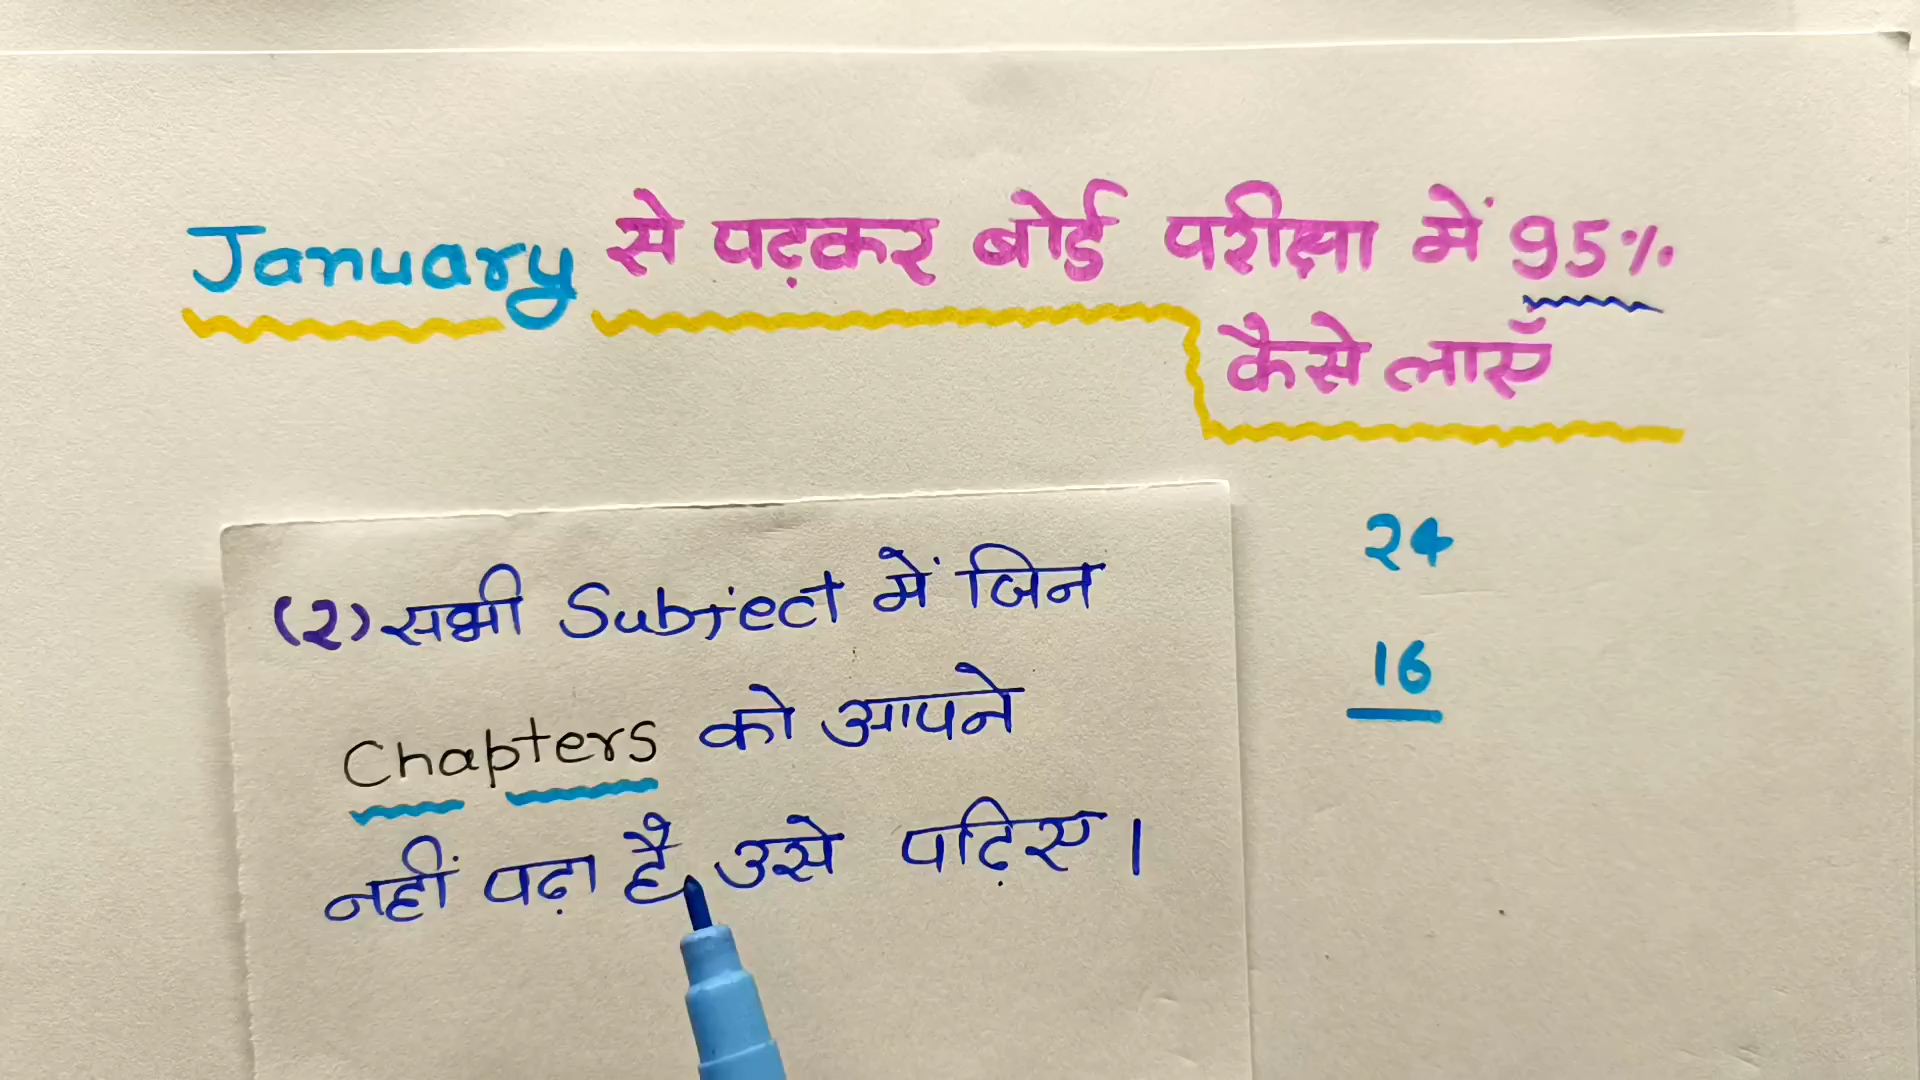 January से पढ़कर बोर्ड परीक्षा में 95%
कैसे लाएँ
(2) सभी Subject में जिन
Chapters को आपने
नहीं पढ़ा है उसे पढ़िए।
24
16